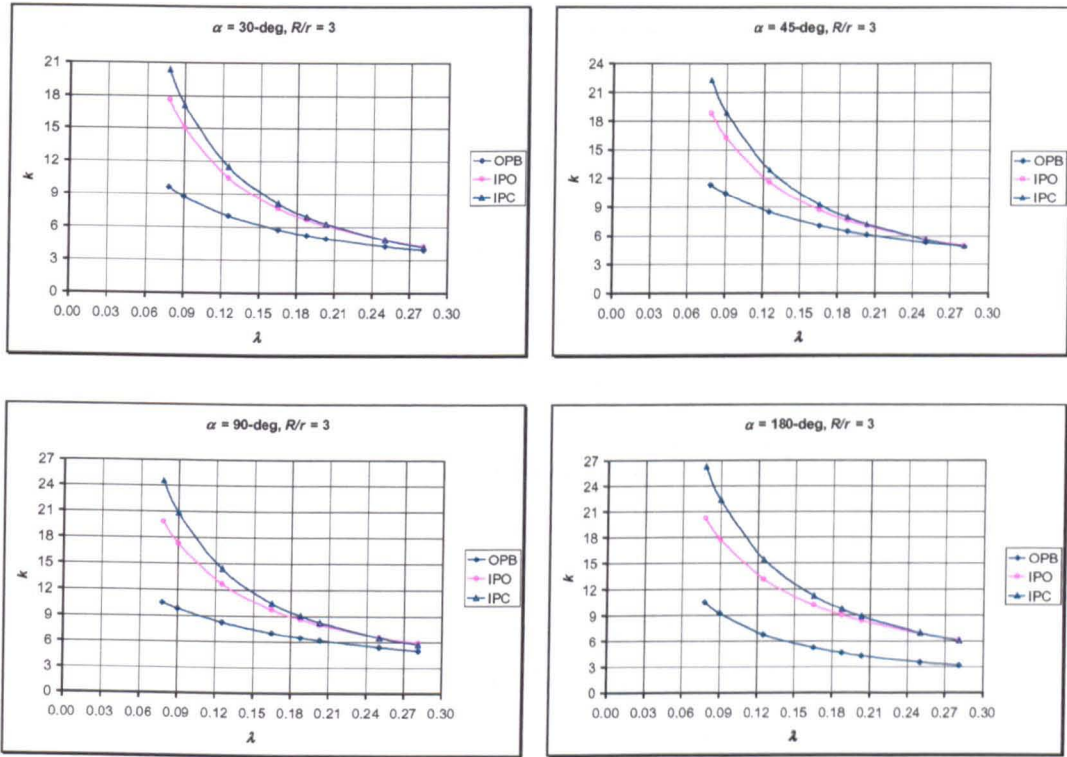 α = 30-deg, R/r = 3
21
18
15
12
9
6
3
0
k
0.00 0.03 0.06 0.09 0.12 0.15 0.18 0.21 0.24 0.27 0.30
λ
OPB
IPO
IPC
α = 45-deg, R/r = 3
24
21
18
15
12
9
6
3
0
k
0.00 0.03 0.06 0.09 0.12 0.15 0.18 0.21 0.24 0.27 0.30
λ
OPB
IPO
IPC
α = 90-deg, R/r = 3
27
24
21
18
15
12
9
6
3
0
k
0.00 0.03 0.06 0.09 0.12 0.15 0.18 0.21 0.24 0.27 0.30
λ
OPB
IPO
IPC
α = 180-deg, R/r = 3
27
24
21
18
15
12
9
6
3
0
k
0.00 0.03 0.06 0.09 0.12 0.15 0.18 0.21 0.24 0.27 0.30
λ
OPB
IPO
IPC